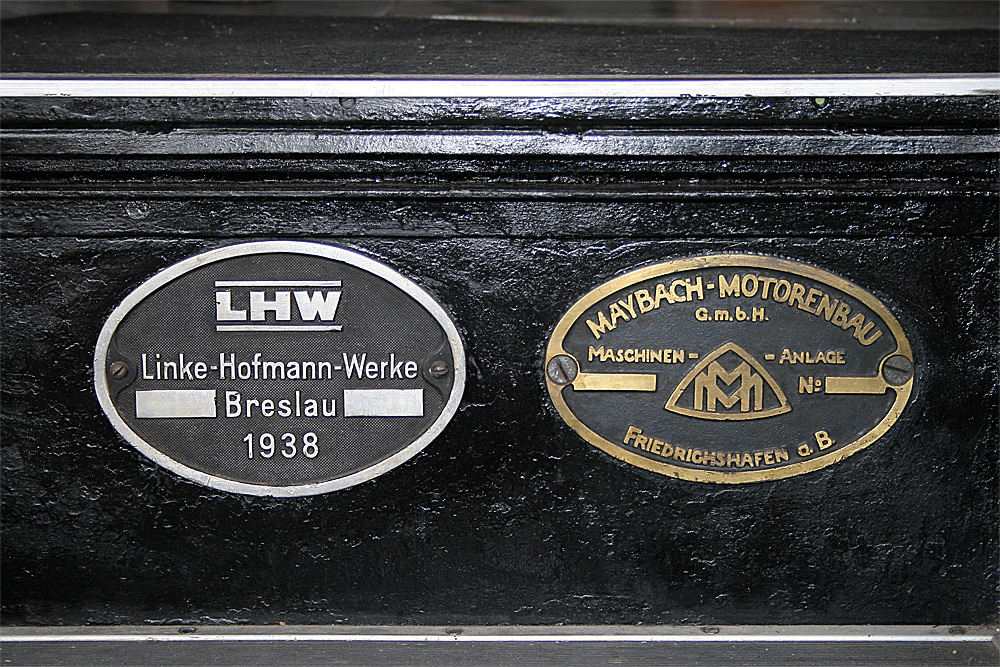 LHW
Linke-Hofmann-Werke
Breslau
1938
MAYBACH-MOTORENBAU
G.m.b.H.
MASCHINEN- -ANLAGE
MM
No
FRIEDRICHSHAFEN a.B.